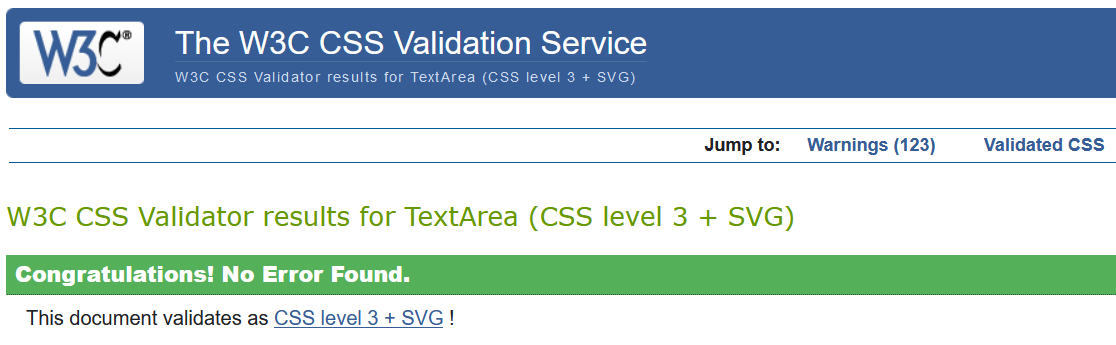 W3C®
The W3C CSS Validation Service
W3C CSS Validator results for TextArea (CSS level 3 + SVG)
Jump to: Warnings (123) Validated CSS
W3C CSS Validator results for TextArea (CSS level 3 + SVG)
Congratulations! No Error Found.
This document validates as CSS level 3 + SVG !